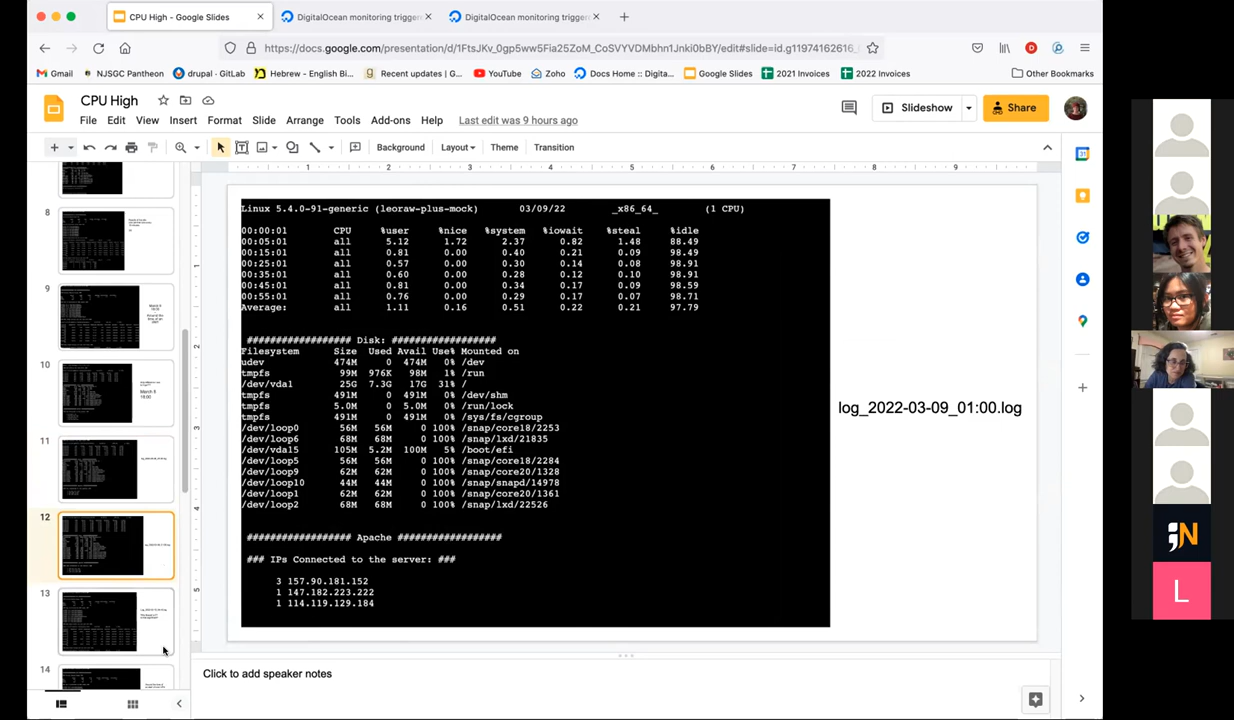 CPU High - Google Slides
DigitalOcean monitoring trigger
DigitalOcean monitoring trigger
https://docs.google.com/presentation/d/1FtsJKv_0gp5ww5Fia25ZoM_CoSVYVDMbhn1Jnki0bBY/edit#slide=id.g11974162616_
Gmail
NJSGC Pantheon
drupal · GitLab
Hebrew - English Bi...
Recent updates | G...
YouTube
Zoho
Docs Home :: Digita...
Google Slides
2021 Invoices
2022 Invoices
Other Bookmarks
CPU High
Slideshow
Share
File Edit View Insert Format Slide Arrange Tools Add-ons Help Last edit was 9 hours ago
Background Layout Theme Transition
1 2 3 4 5 6 7 8 9
8
9
10
11
12
13
14
Linux 5.4.0-91-generic (leoraw-plus-mock) 03/09/22 _x86_64_ (1 CPU)
00:00:01 CPU %user %nice %system %iowait %steal %idle
00:05:01 all 5.12 1.72 2.37 0.82 1.48 88.49
00:15:01 all 0.81 0.00 0.40 0.21 0.09 98.49
00:25:01 all 0.57 0.00 0.30 0.14 0.08 98.91
00:35:01 all 0.60 0.00 0.28 0.12 0.10 98.91
00:45:01 all 0.81 0.00 0.34 0.17 0.09 98.59
00:55:01 all 0.76 0.00 0.29 0.17 0.07 98.71
Average: all 1.11 0.16 0.51 0.22 0.21 97.79
################## Disk: ##################
Filesystem Size Used Avail Use% Mounted on
udev 474M 0 474M 0% /dev
tmpfs 99M 976K 98M 1% /run
/dev/vda1 25G 7.3G 17G 31% /
tmpfs 491M 0 491M 0% /dev/shm
tmpfs 5.0M 0 5.0M 0% /run/lock
tmpfs 491M 0 491M 0% /sys/fs/cgroup
/dev/loop0 56M 56M 0 100% /snap/core18/2253
/dev/loop6 68M 68M 0 100% /snap/lxd/21835
/dev/vda15 105M 5.2M 100M 5% /boot/efi
/dev/loop5 56M 56M 0 100% /snap/core18/2284
/dev/loop9 62M 62M 0 100% /snap/core20/1328
/dev/loop10 44M 44M 0 100% /snap/snapd/14978
/dev/loop1 62M 62M 0 100% /snap/core20/1361
/dev/loop2 68M 68M 0 100% /snap/lxd/22526
################## Apache ##################
### IPs Connected to the server: ###
3 157.90.181.152
1 147.182.223.222
1 114.119.129.184
log_2022-03-09_01:00.log
Click to add speaker notes
L